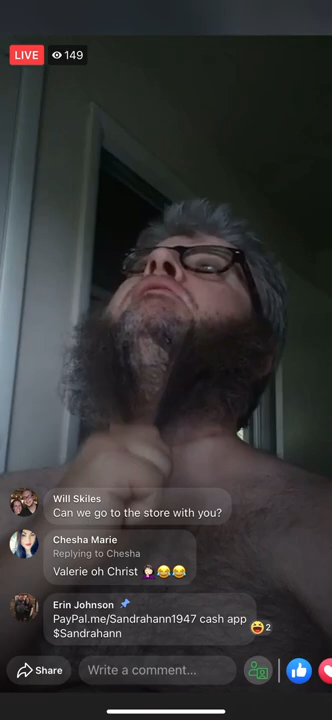 LIVE
149
Will Skiles
Can we go to the store with you?
Chesha Marie
Replying to Chesha
Valerie oh Christ 🤦🏻‍♀️😂😂
Erin Johnson
PayPal.me/Sandrahann1947 cash app
$Sandrahann
2
Share
Write a comment...